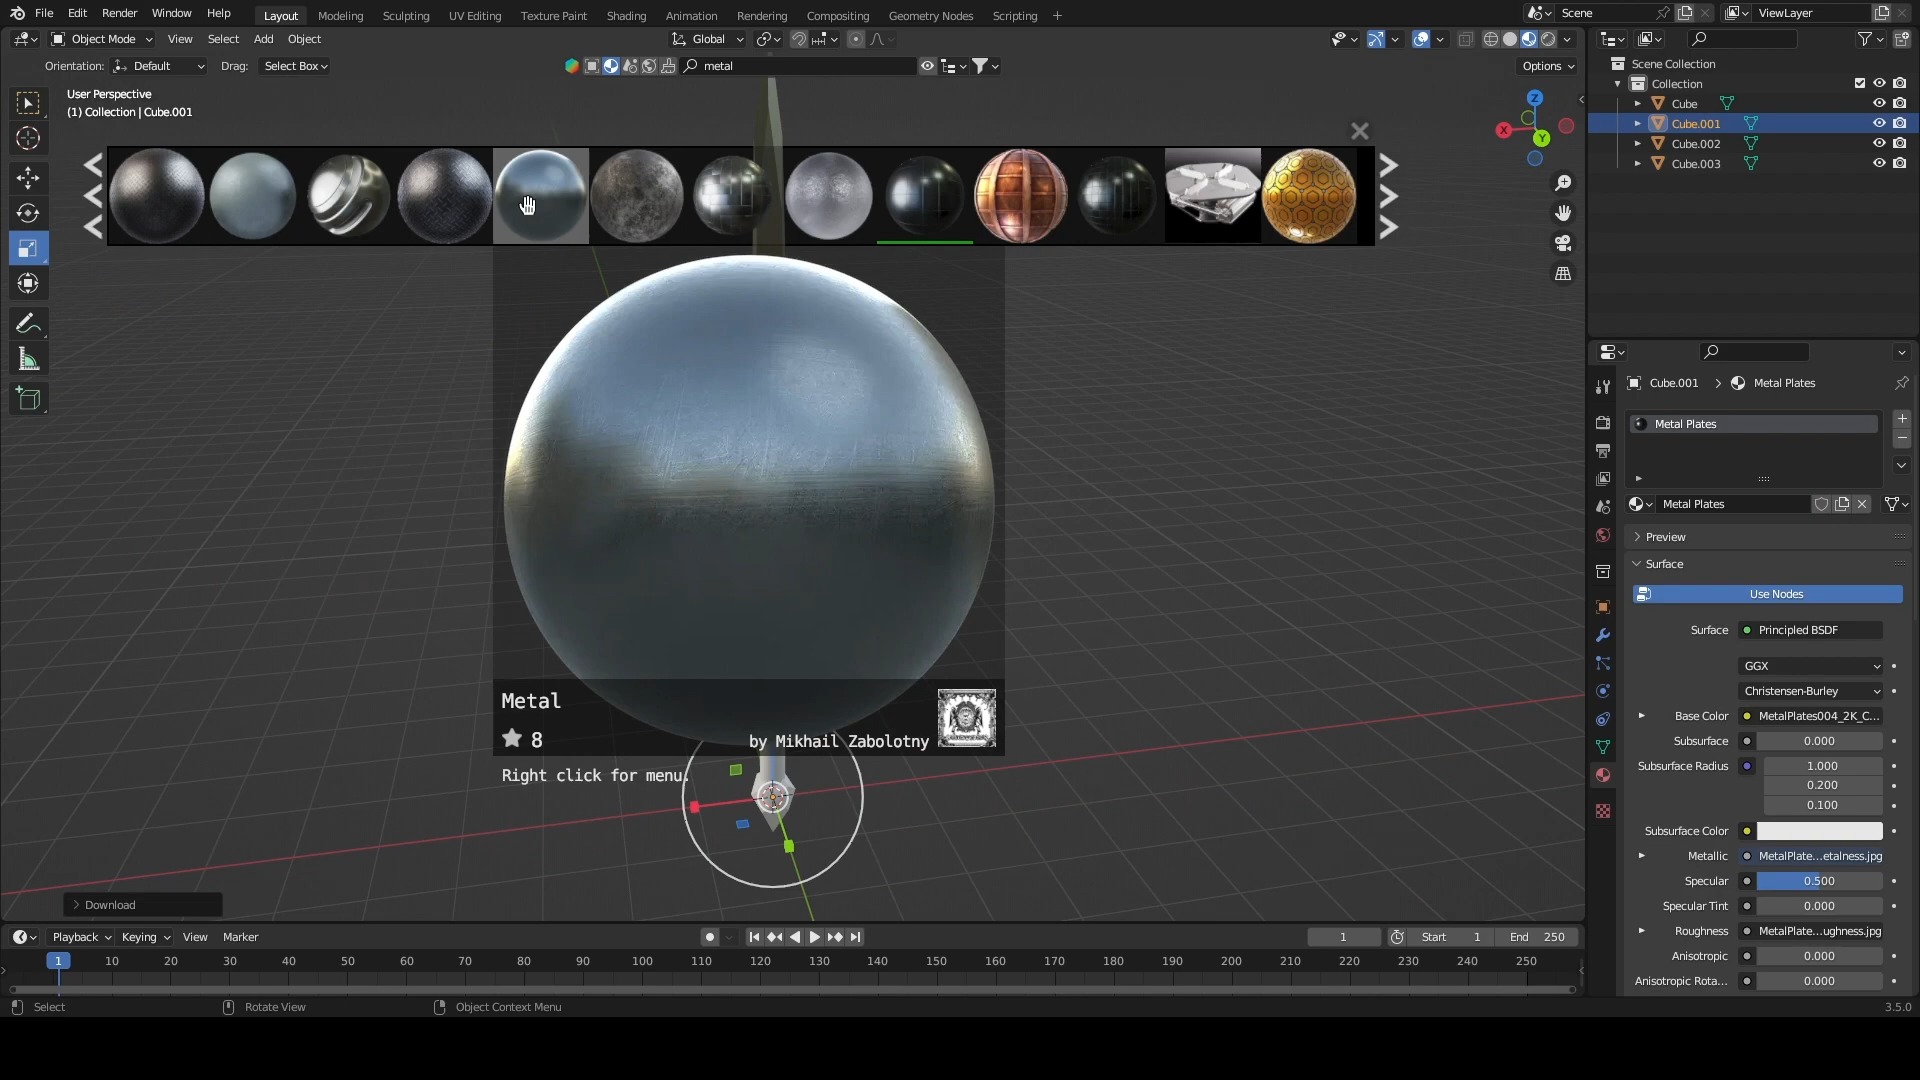 File Edit Render Window Help Layout Modeling Sculpting UV Editing Texture Paint Shading Animation Rendering Compositing Geometry Nodes Scripting + Scene ViewLayer
Object Mode View Select Add Object Global
Orientation: Default Drag: Select Box metal Options
User Perspective
(1) Collection | Cube.001
Z
X
Y
Scene Collection
Collection
Cube
Cube.001
Cube.002
Cube.003
Metal
8
by Mikhail Zabolotny
Right click for menu.
Download
Cube.001 > Metal Plates
Metal Plates
Metal Plates
Preview
Surface
Use Nodes
Surface Principled BSDF
GGX
Christensen-Burley
Base Color MetalPlates004_2K_C...
Subsurface 0.000
Subsurface Radius 1.000
0.200
0.100
Subsurface Color
Metallic MetalPlate...etalness.jpg
Specular 0.500
Specular Tint 0.000
Roughness MetalPlate...ughness.jpg
Anisotropic 0.000
Anisotropic Rota... 0.000
Playback Keying View Marker 1 Start 1 End 250
1 10 20 30 40 50 60 70 80 90 100 110 120 130 140 150 160 170 180 190 200 210 220 230 240 250
Select Rotate View Object Context Menu 3.5.0